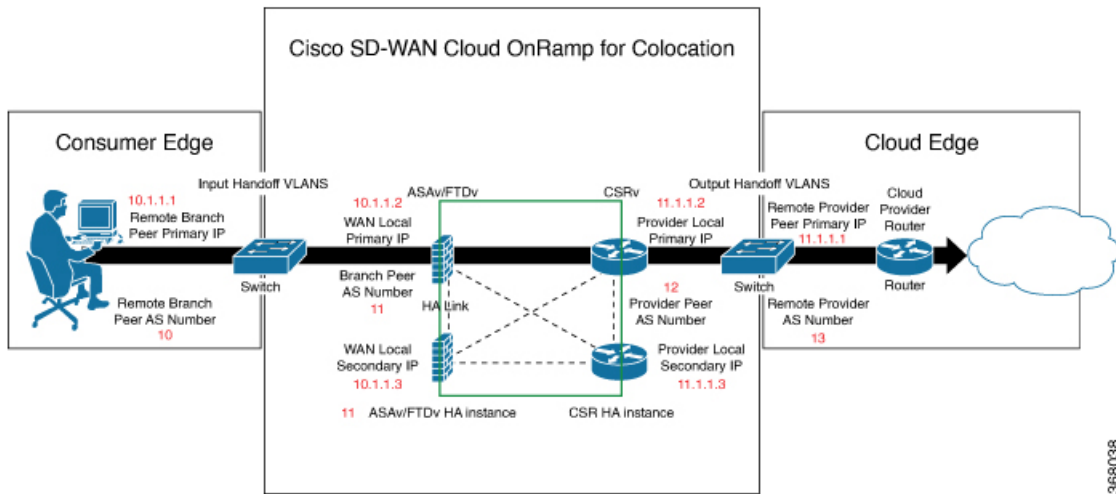 Cisco SD-WAN Cloud OnRamp for Colocation
Consumer Edge
Cloud Edge
10.1.1.1
Remote Branch
Peer Primary IP
Input Handoff VLANS
Switch
Remote Branch
Peer AS Number
10
ASAv/FTDv
10.1.1.2
WAN Local
Primary IP
Branch Peer
AS Number
11
HA Link
WAN Local
Secondary IP
10.1.1.3
11
ASAv/FTDv HA instance
CSRv
11.1.1.2
Provider Local
Primary IP
12
Provider Peer
AS Number
Provider Local
Secondary IP
11.1.1.3
CSR HA instance
Output Handoff VLANS
Switch
Remote Provider
Peer Primary IP
11.1.1.1
Remote Provider
AS Number
13
Cloud
Provider
Router
Router
368038